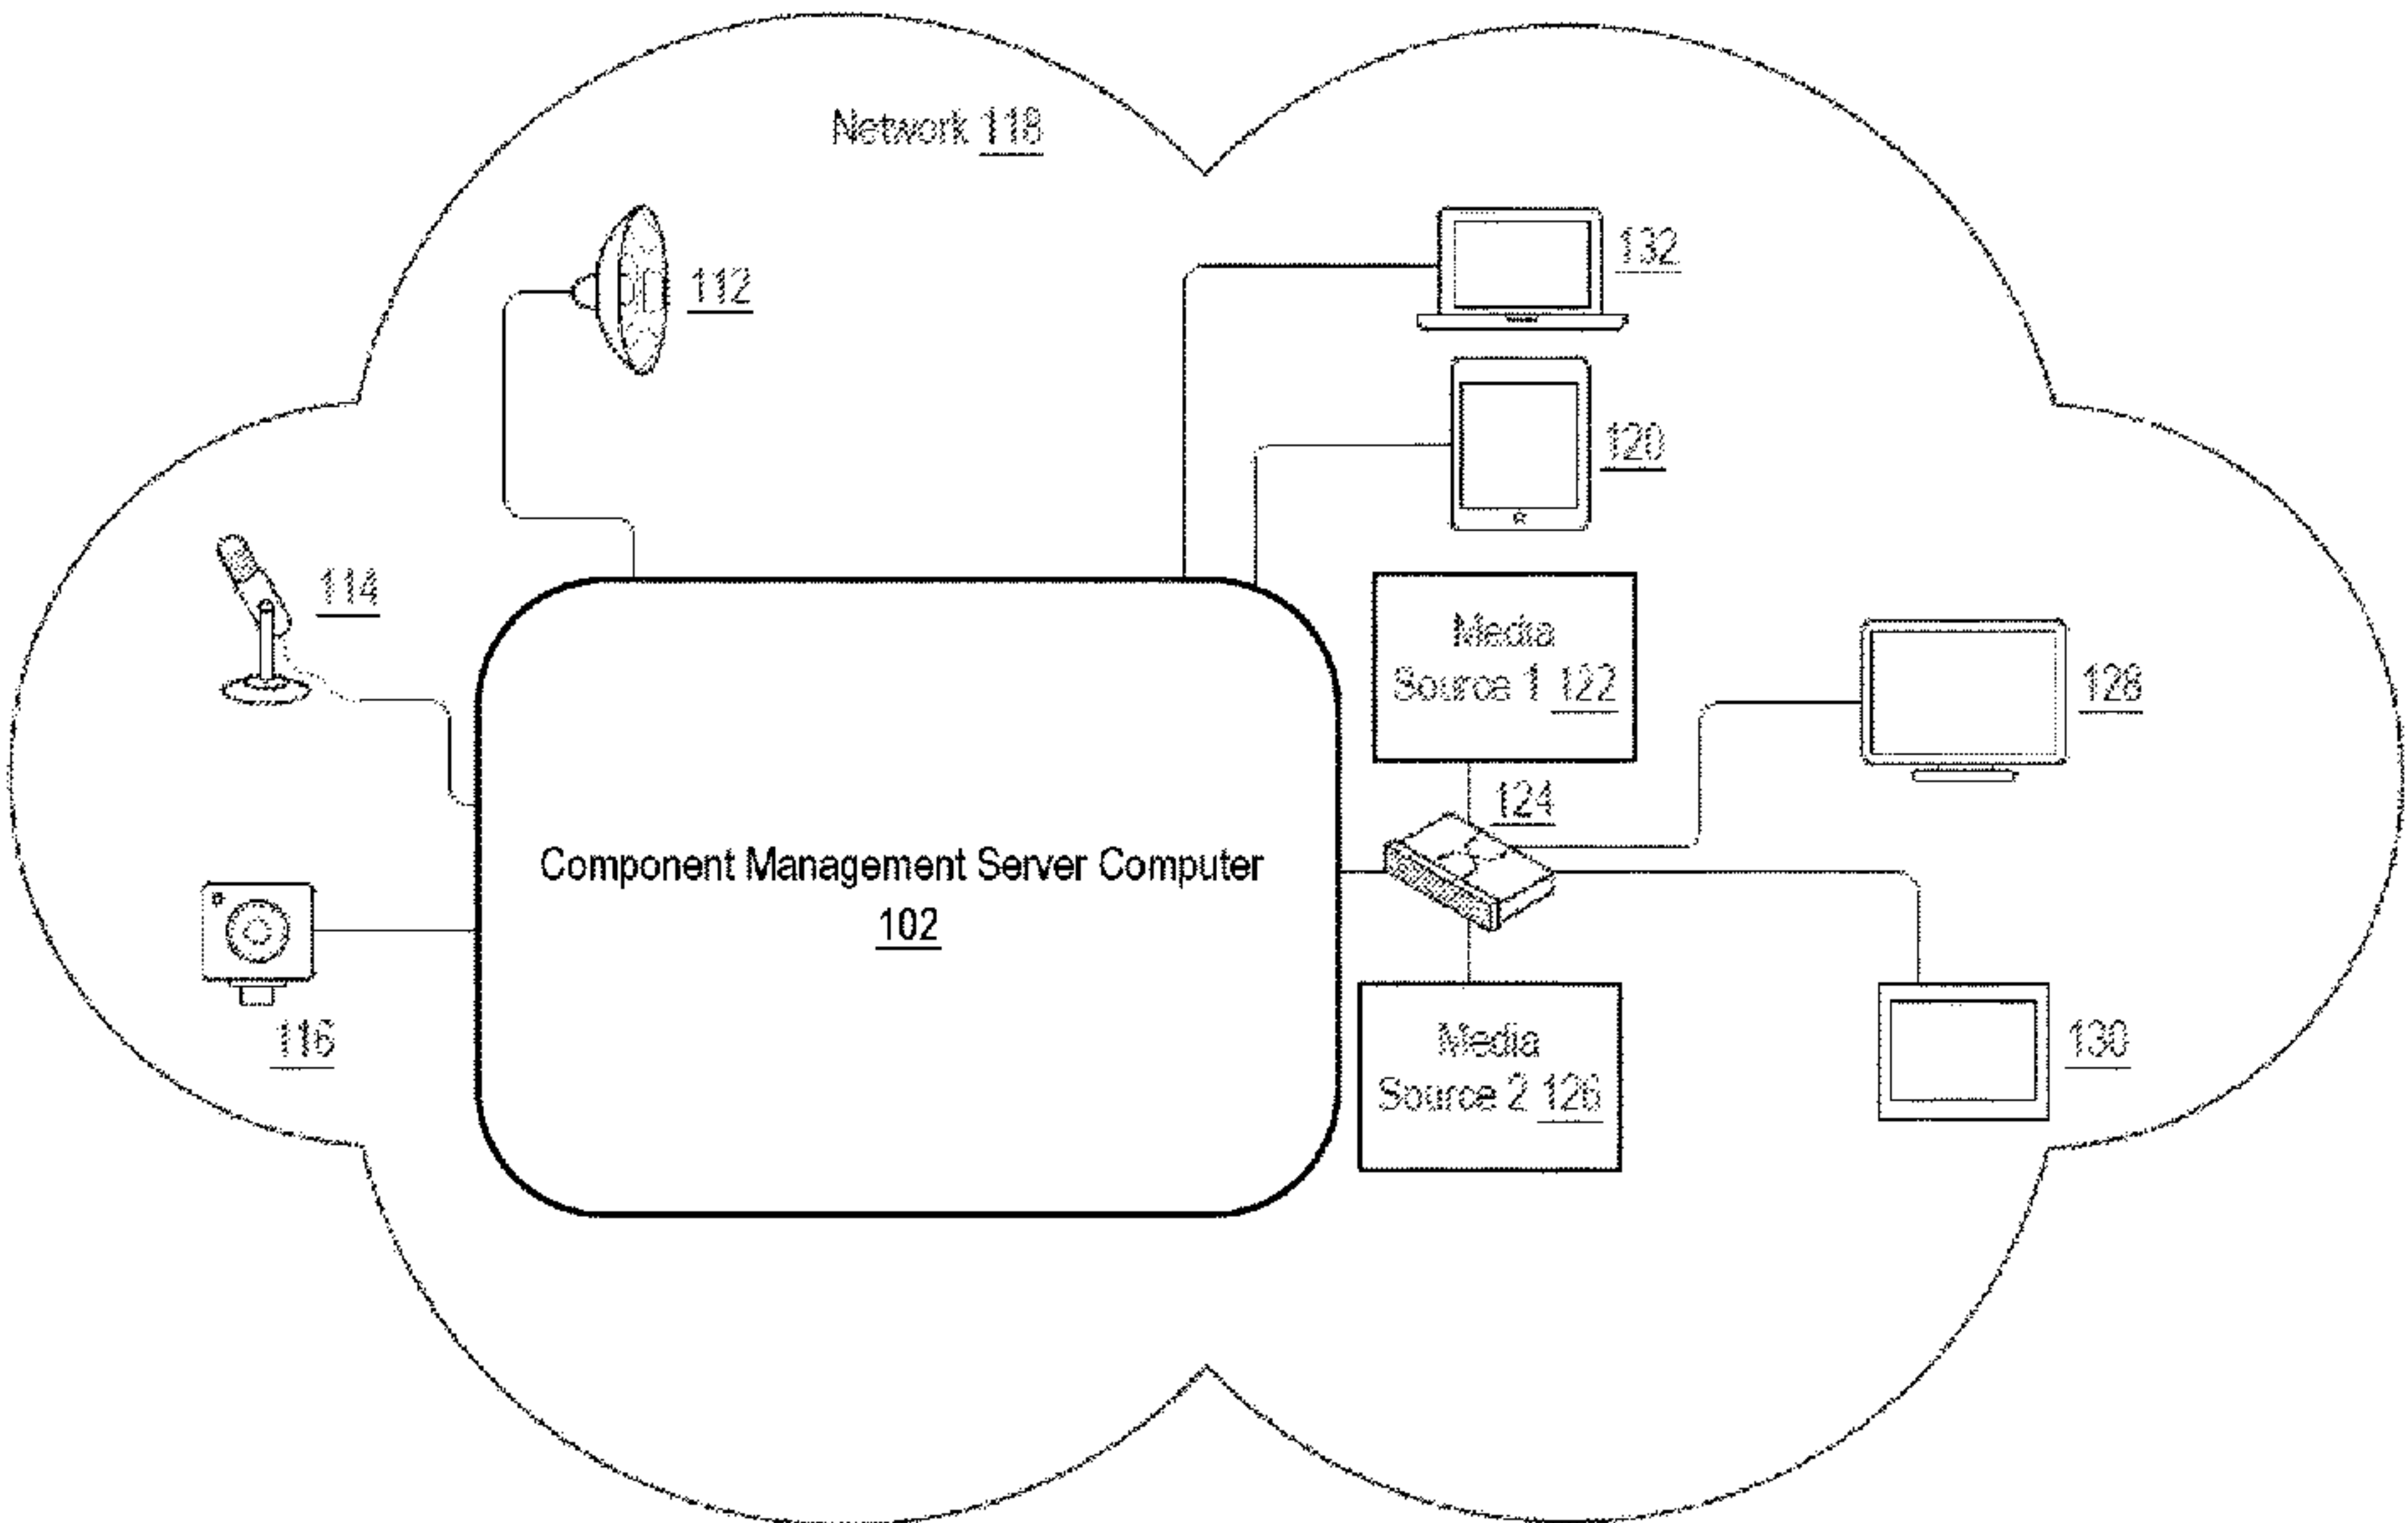 Network 118
112
132
120
114
Media
Source 1 122
128
124
Component Management Server Computer
102
116
Media
Source 2 126
130